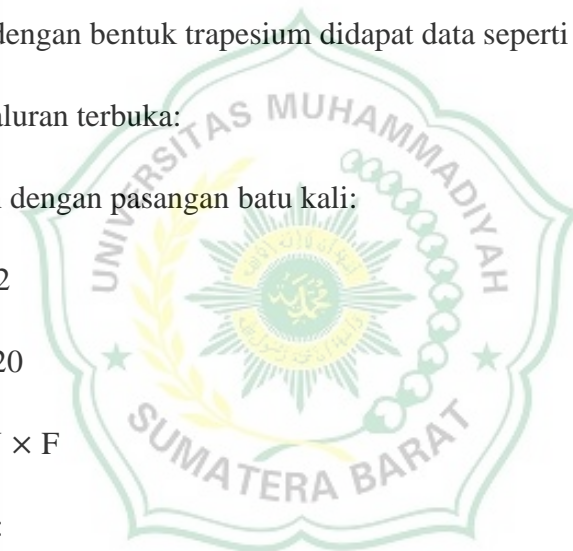 dengan bentuk trapesium didapat data seperti
aluran terbuka:
dengan pasangan batu kali:
2
20
× F
:
UNIVERSITAS MUHAMMADIYAH
SUMATERA BARAT